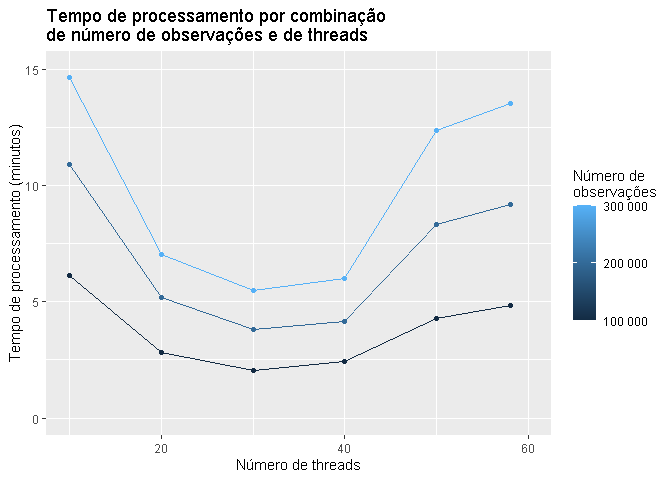 Tempo de processamento por combinação
de número de observações e de threads
Tempo de processamento (minutos)
15
10
5
0
20
40
60
Número de threads
Número de
observações
300 000
200 000
100 000